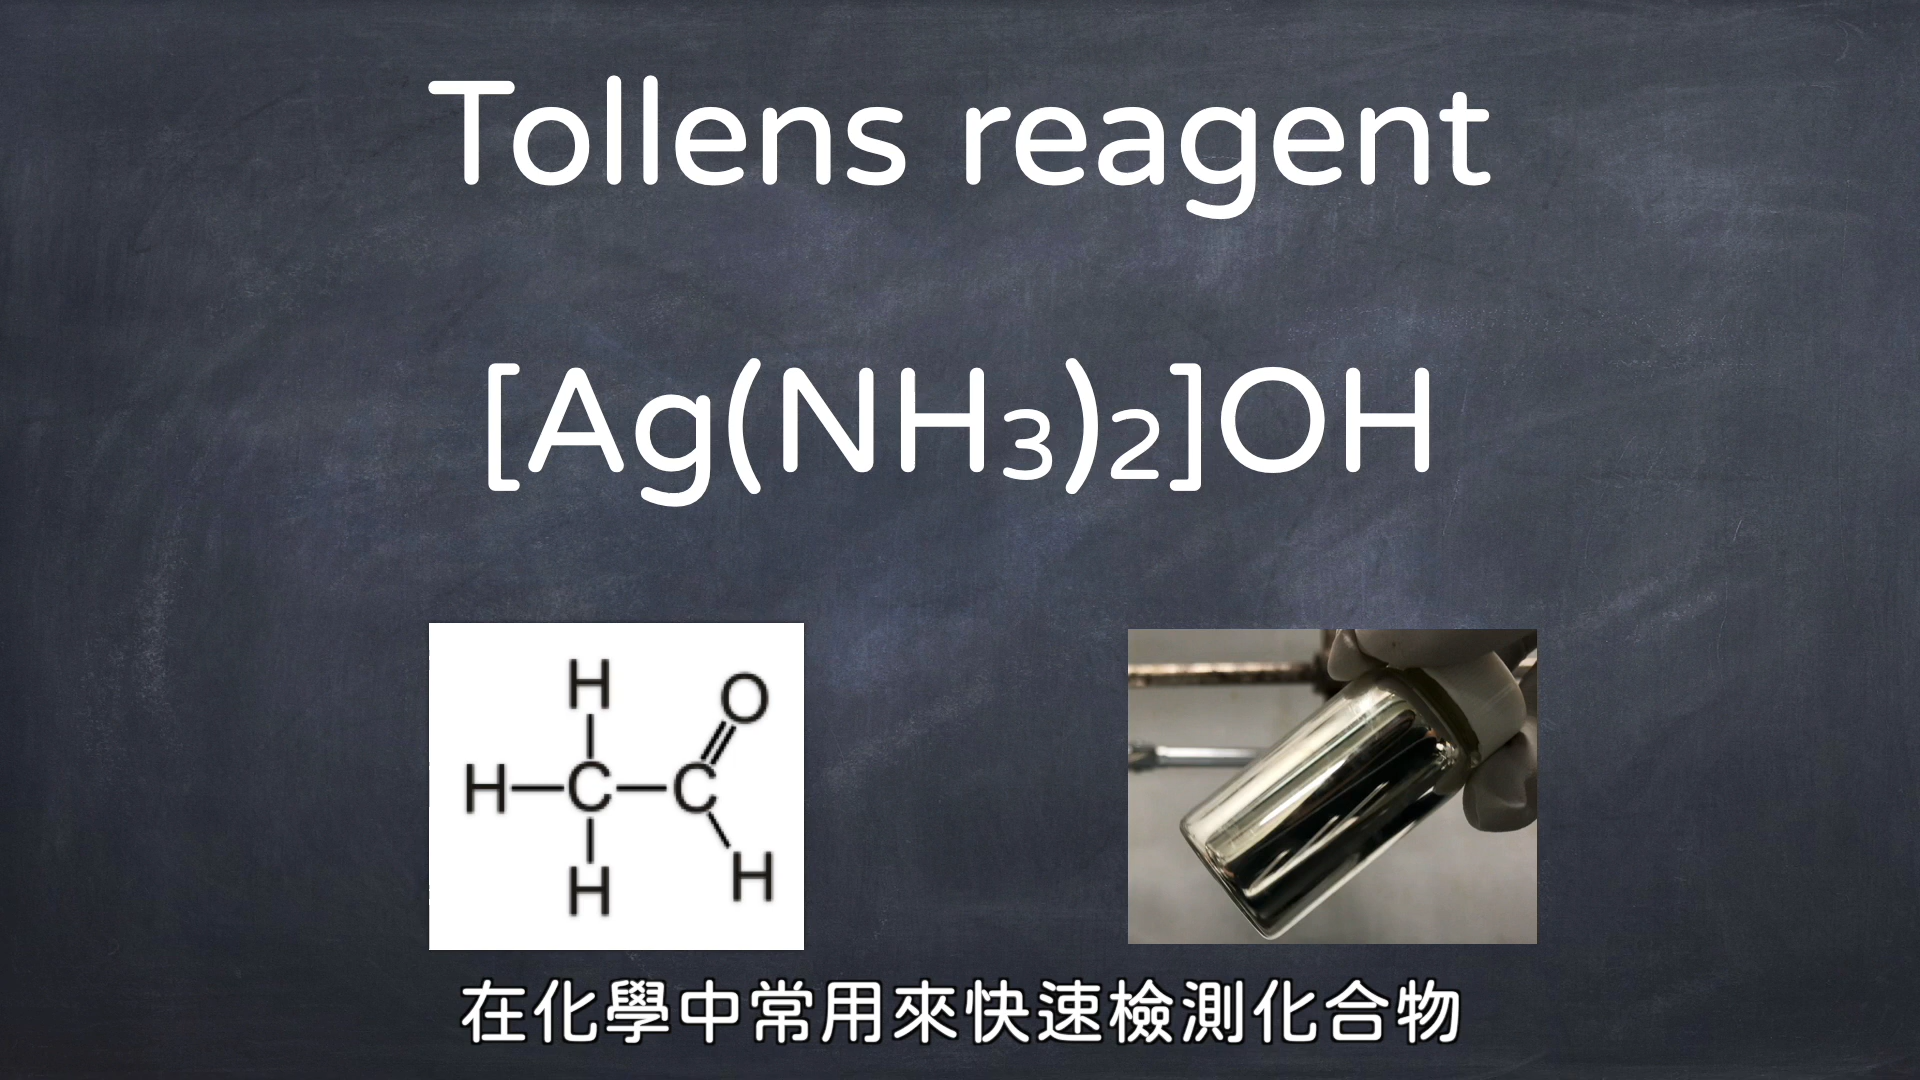 Tollens reagent
[Ag(NH₃)₂]OH
H
O
H C C
H
H
在化學中常用來快速檢測化合物